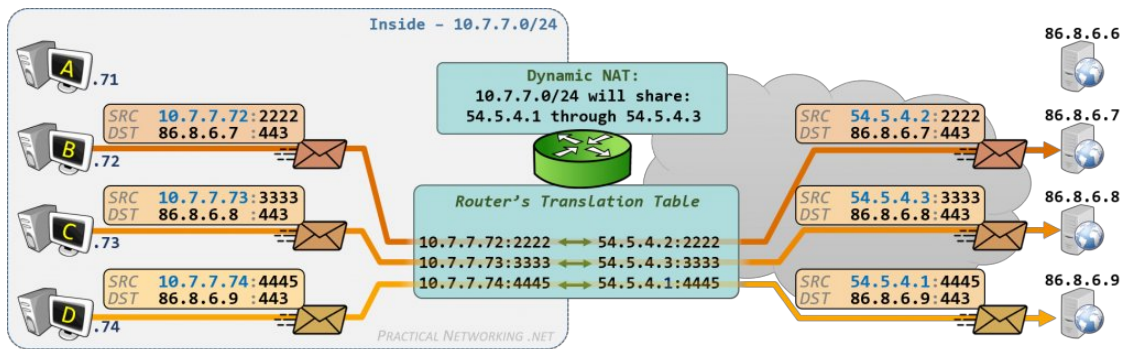 Inside – 10.7.7.0/24
86.8.6.6
A
.71
Dynamic NAT:
10.7.7.0/24 will share:
54.5.4.1 through 54.5.4.3
SRC 10.7.7.72:2222
DST 86.8.6.7 :443
B
.72
SRC 54.5.4.2:2222
DST 86.8.6.7:443
86.8.6.7
SRC 10.7.7.73:3333
DST 86.8.6.8 :443
C
.73
Router's Translation Table
10.7.7.72:2222 54.5.4.2:2222
10.7.7.73:3333 54.5.4.3:3333
10.7.7.74:4445 54.5.4.1:4445
SRC 54.5.4.3:3333
DST 86.8.6.8:443
86.8.6.8
SRC 10.7.7.74:4445
DST 86.8.6.9 :443
D
.74
SRC 54.5.4.1:4445
DST 86.8.6.9:443
86.8.6.9
PRACTICAL NETWORKING .NET